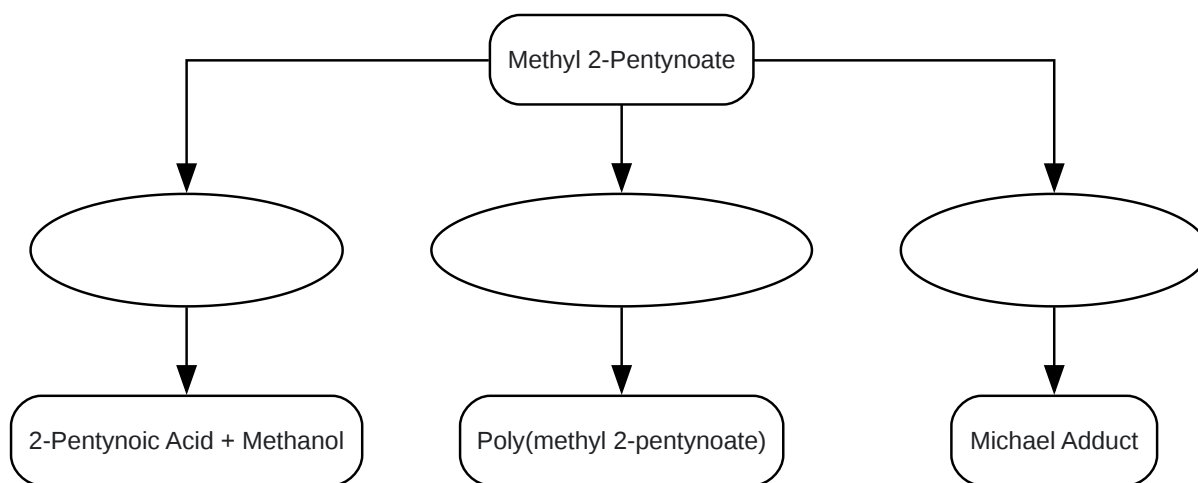 Methyl 2-Pentynoate
2-Pentynoic Acid + Methanol
Poly(methyl 2-pentynoate)
Michael Adduct